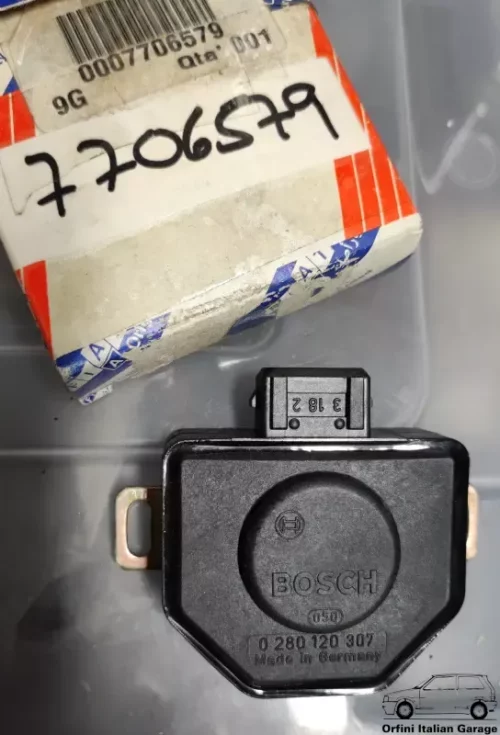 0007706579
Qta' 001
9G
7706579
3 18 2
BOSCH
050
0 280 120 307
Made in Germany
Orfini Italian Garage